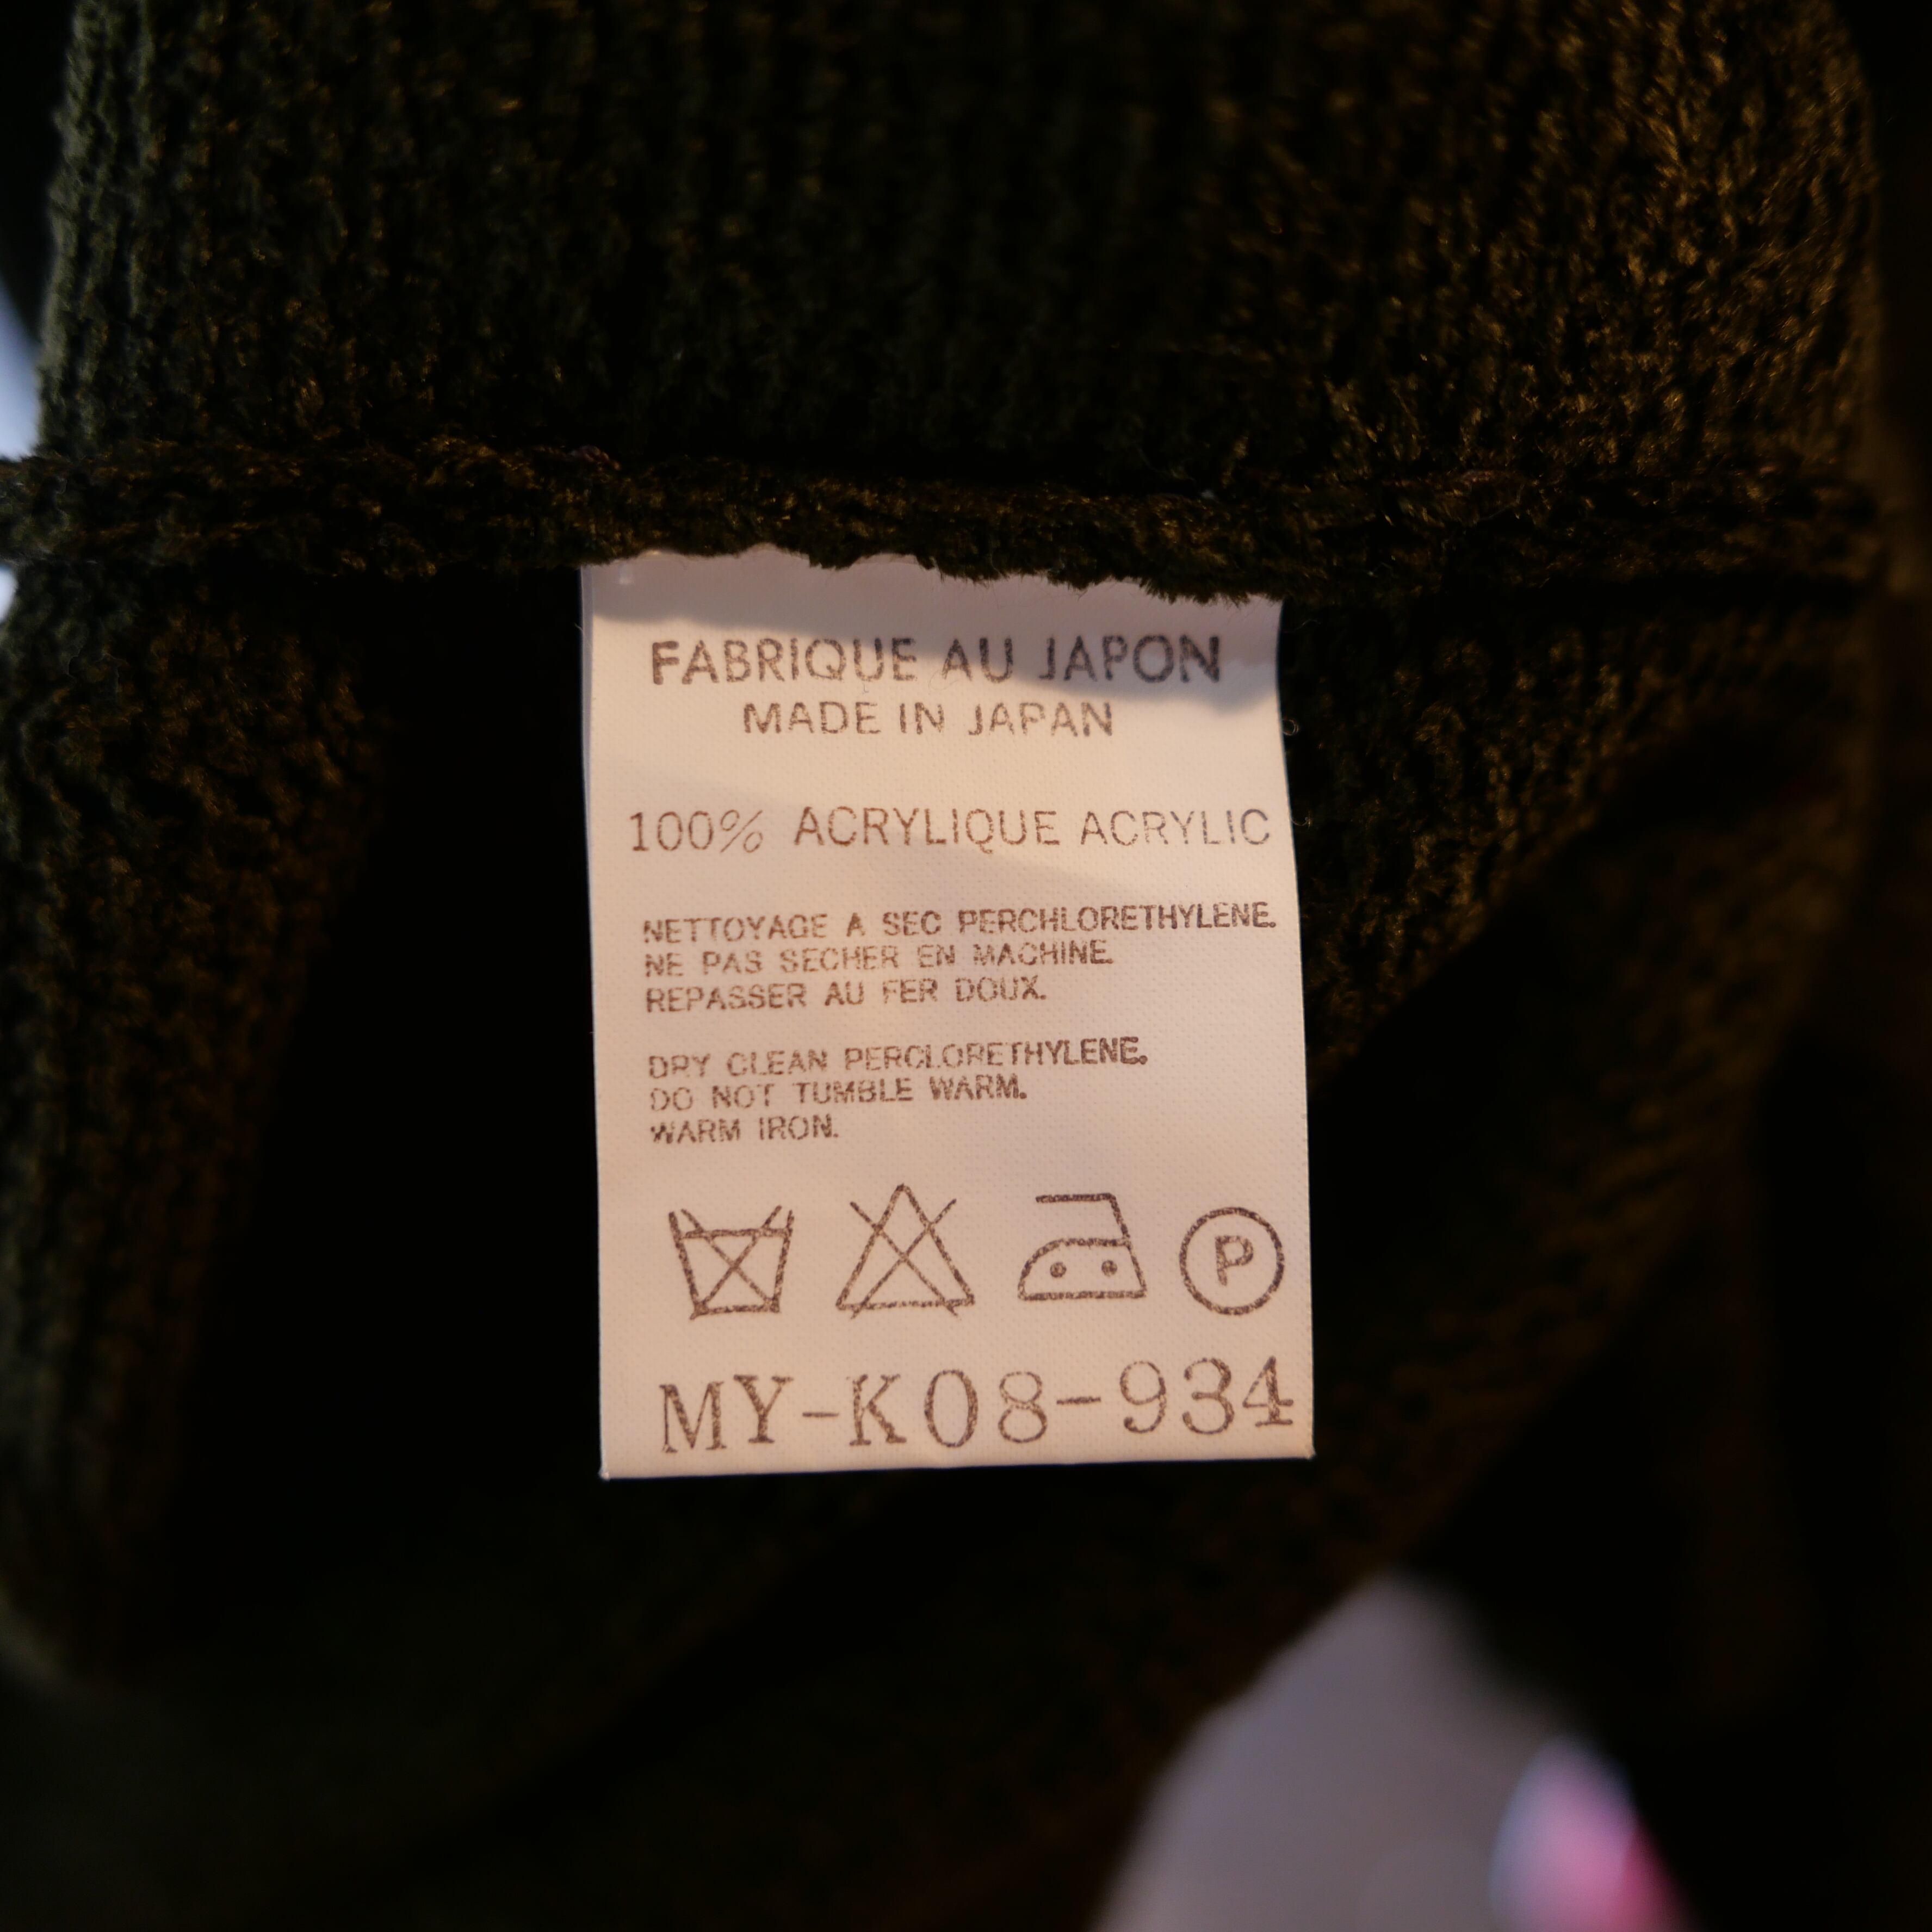 FABRIQUE AU JAPON
MADE IN JAPAN
100% ACRYLIQUE ACRYLIC
NETTOYAGE A SEC PERCHLORETHYLENE.
NE PAS SECHER EN MACHINE.
REPASSER AU FER DOUX.
DRY CLEAN PERCLORETHYLENE.
DO NOT TUMBLE WARM.
WARM IRON.
P
MY-K08-934